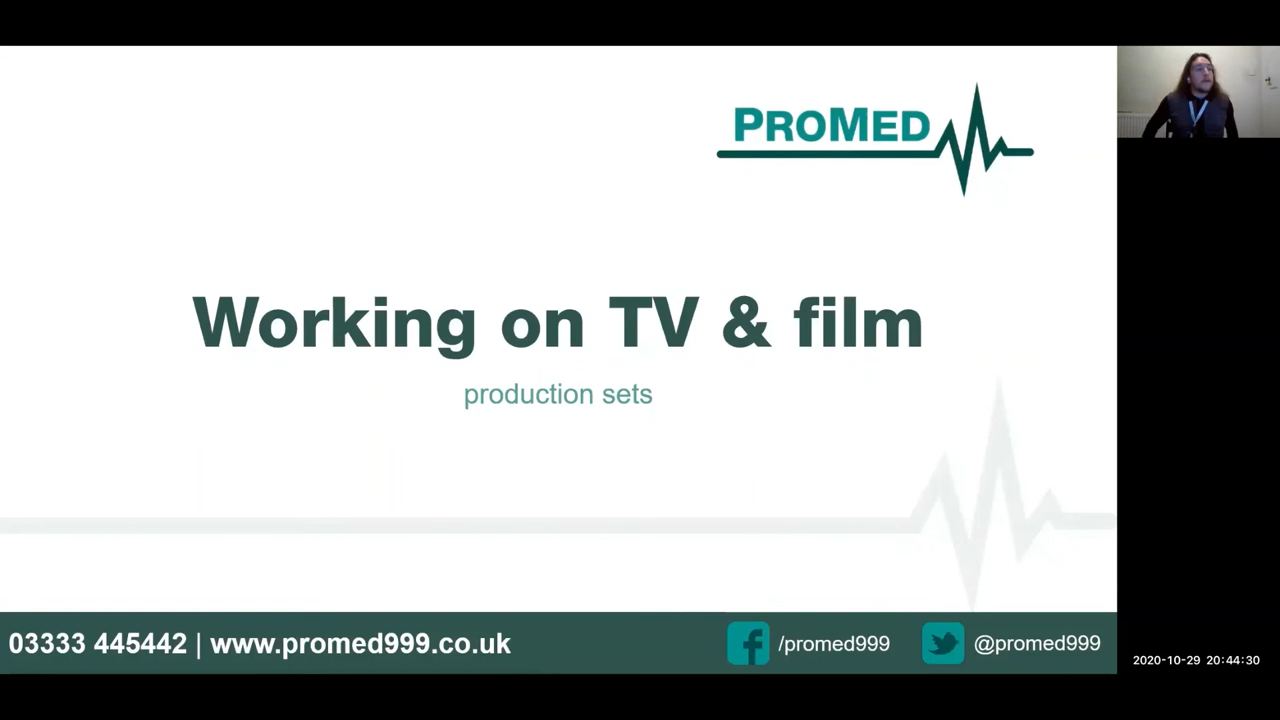 PROMED
Working on TV & film
production sets
03333 445442 | www.promed999.co.uk
/promed999
@promed999
2020-10-29 20:44:30